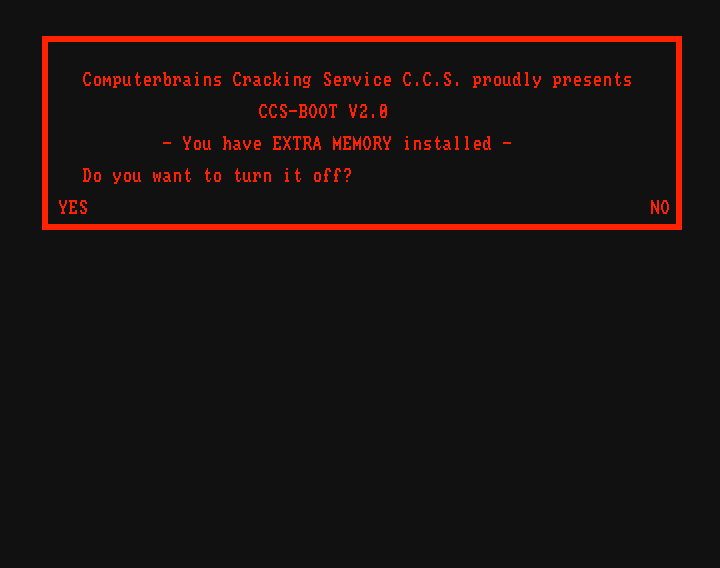 Computerbrains Cracking Service C.C.S. proudly presents
CCS-BOOT V2.0
- You have EXTRA MEMORY installed -
Do you want to turn it off?
YES NO